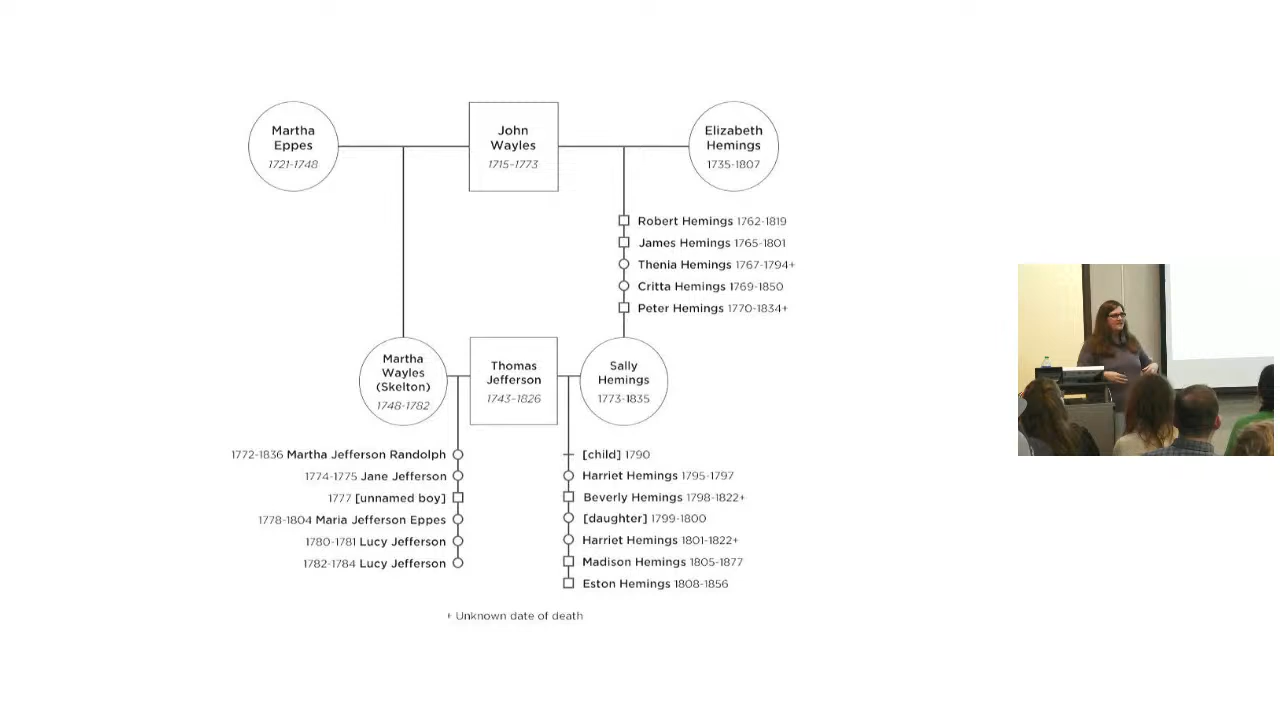 Martha
Eppes
1721-1748
John
Wayles
1715-1773
Elizabeth
Hemings
1735-1807
Robert Hemings 1762-1819
James Hemings 1765-1801
Thenia Hemings 1767-1794+
Critta Hemings 1769-1850
Peter Hemings 1770-1834+
Martha
Wayles
(Skelton)
1748-1782
Thomas
Jefferson
1743-1826
Sally
Hemings
1773-1835
1772-1836 Martha Jefferson Randolph
1774-1775 Jane Jefferson
1777 [unnamed boy]
1778-1804 Maria Jefferson Eppes
1780-1781 Lucy Jefferson
1782-1784 Lucy Jefferson
[child] 1790
Harriet Hemings 1795-1797
Beverly Hemings 1798-1822+
[daughter] 1799-1800
Harriet Hemings 1801-1822+
Madison Hemings 1805-1877
Eston Hemings 1808-1856
+ Unknown date of death